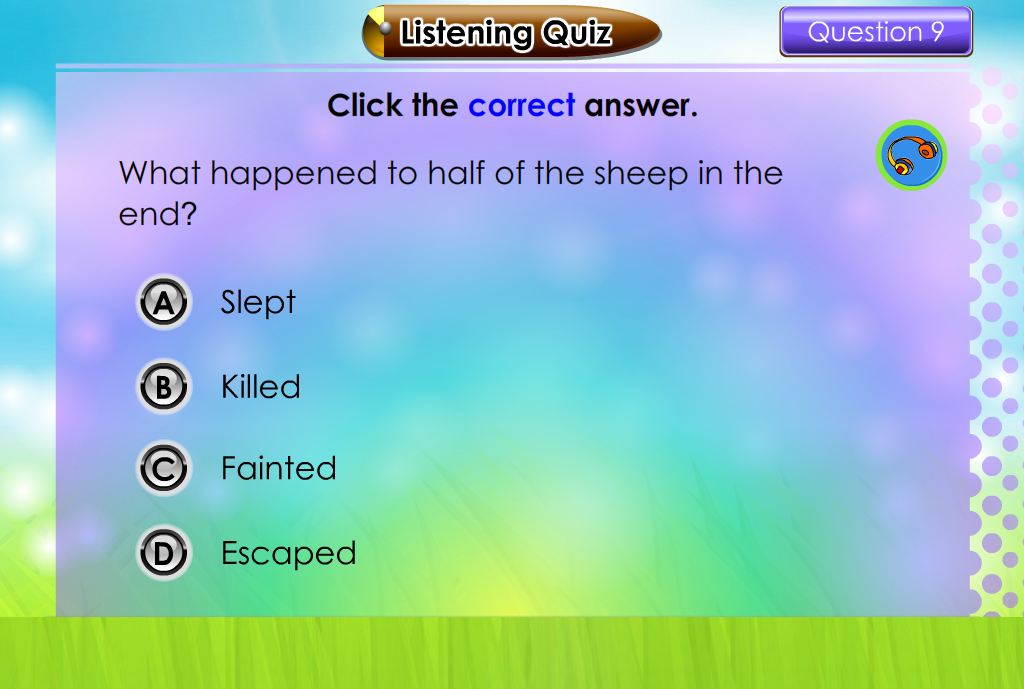 Listening Quiz
Question 9
Click the correct answer.
What happened to half of the sheep in the
end?
A Slept
B Killed
C Fainted
D Escaped